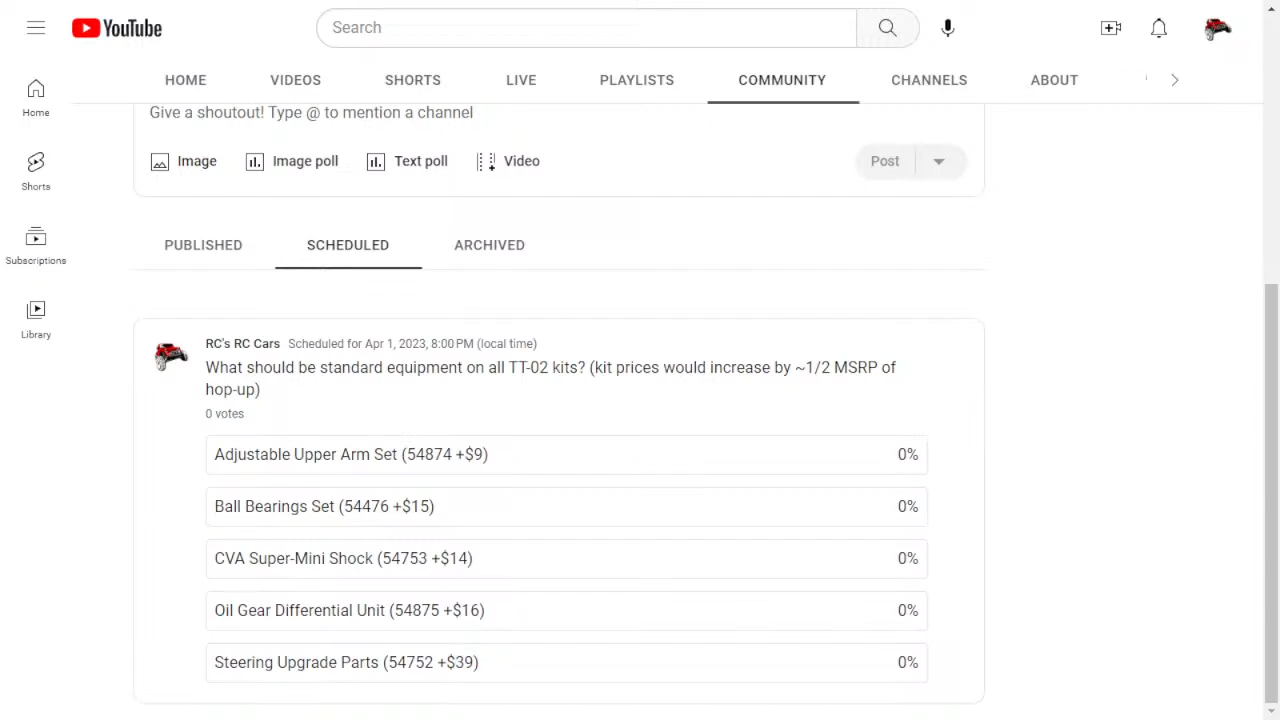 YouTube
Search
HOME VIDEOS SHORTS LIVE PLAYLISTS COMMUNITY CHANNELS ABOUT
Home
Shorts
Subscriptions
Library
Give a shoutout! Type @ to mention a channel
Image Image poll Text poll Video Post
PUBLISHED SCHEDULED ARCHIVED
RC's RC Cars Scheduled for Apr 1, 2023, 8:00 PM (local time)
What should be standard equipment on all TT-02 kits? (kit prices would increase by ~1/2 MSRP of
hop-up)
0 votes
Adjustable Upper Arm Set (54874 +$9) 0%
Ball Bearings Set (54476 +$15) 0%
CVA Super-Mini Shock (54753 +$14) 0%
Oil Gear Differential Unit (54875 +$16) 0%
Steering Upgrade Parts (54752 +$39) 0%